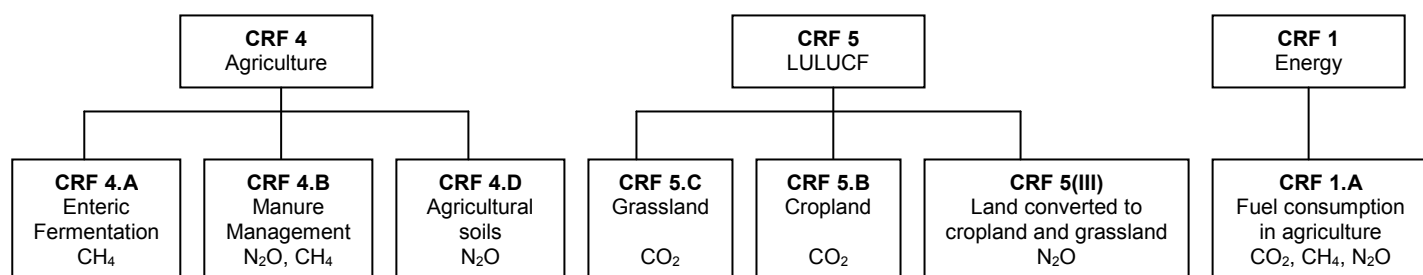 CRF 4
Agriculture
CRF 5
LULUCF
CRF 1
Energy
CRF 4.A
Enteric
Fermentation
CH₄
CRF 4.B
Manure
Management
N₂O, CH₄
CRF 4.D
Agricultural
soils
N₂O
CRF 5.C
Grassland
CO₂
CRF 5.B
Cropland
CO₂
CRF 5(III)
Land converted to
cropland and grassland
N₂O
CRF 1.A
Fuel consumption
in agriculture
CO₂, CH₄, N₂O